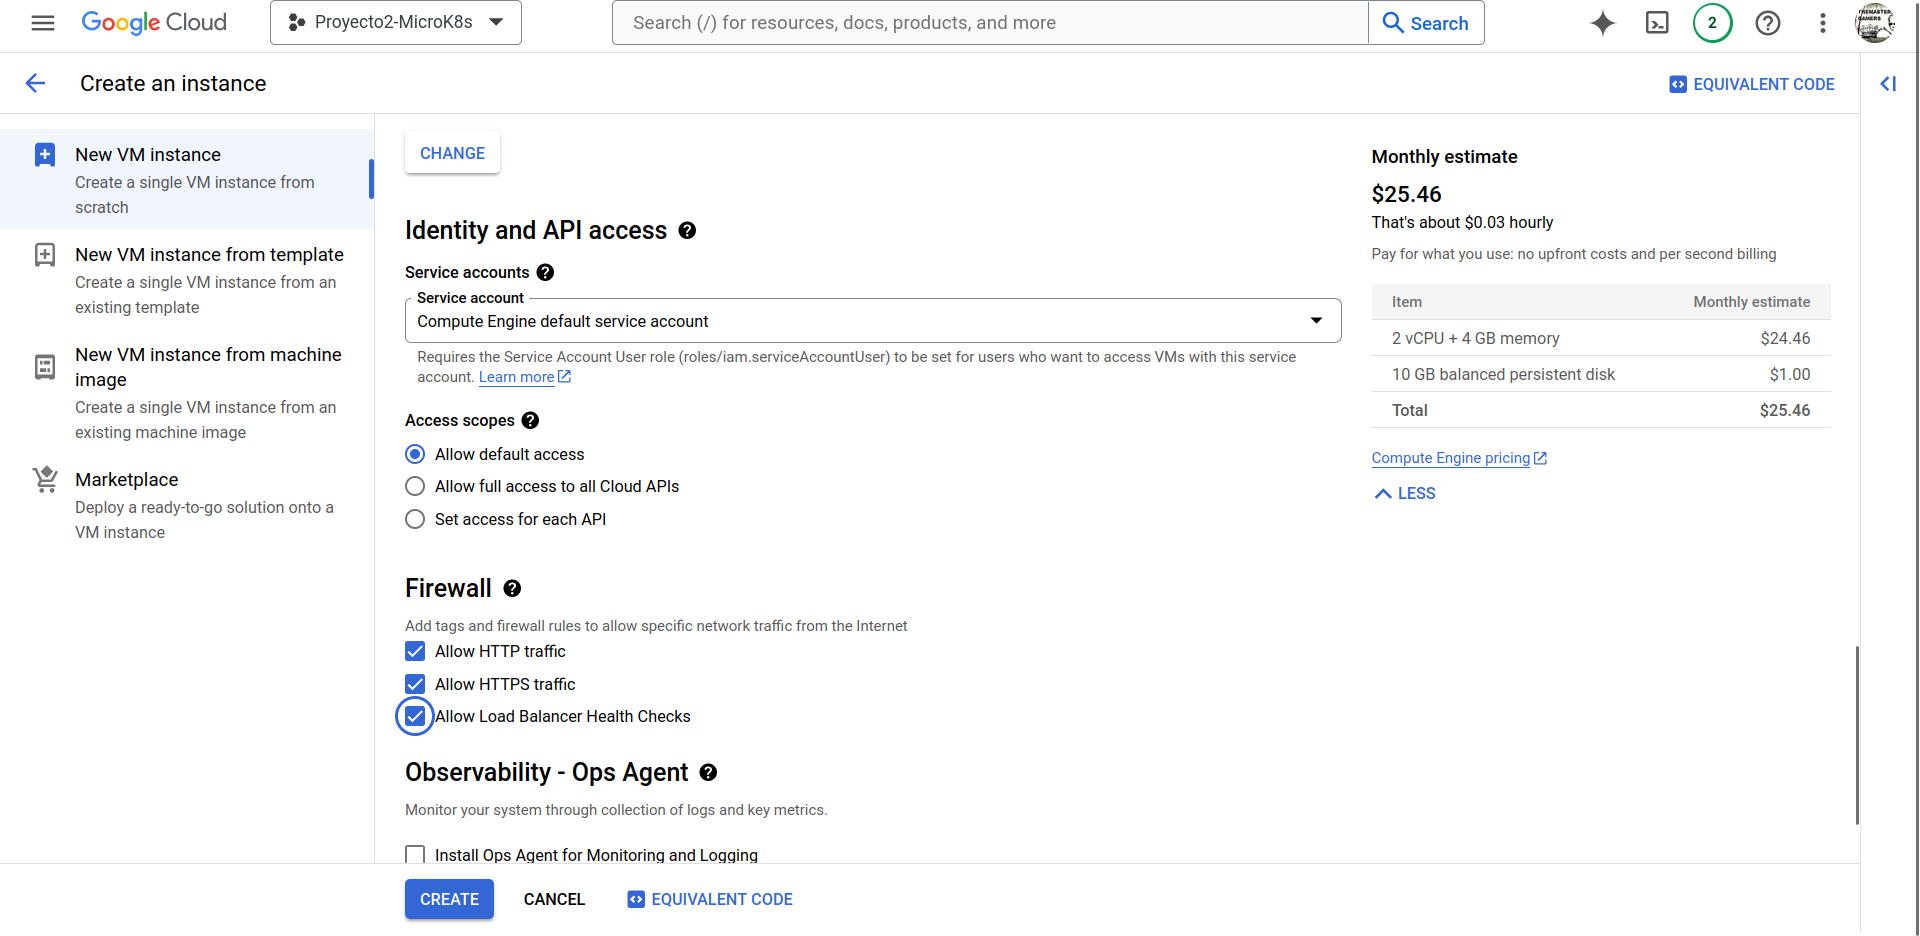 Google Cloud
Proyecto2-MicroK8s
Search (/) for resources, docs, products, and more
Search
2
Create an instance
EQUIVALENT CODE
New VM instance
Create a single VM instance from
scratch
New VM instance from template
Create a single VM instance from an
existing template
New VM instance from machine
image
Create a single VM instance from an
existing machine image
Marketplace
Deploy a ready-to-go solution onto a
VM instance
CHANGE
Identity and API access
Service accounts
Service account
Compute Engine default service account
Requires the Service Account User role (roles/iam.serviceAccountUser) to be set for users who want to access VMs with this service
account. Learn more
Access scopes
Allow default access
Allow full access to all Cloud APIs
Set access for each API
Firewall
Add tags and firewall rules to allow specific network traffic from the Internet
Allow HTTP traffic
Allow HTTPS traffic
Allow Load Balancer Health Checks
Observability - Ops Agent
Monitor your system through collection of logs and key metrics.
Install Ops Agent for Monitoring and Logging
CREATE
CANCEL
EQUIVALENT CODE
Monthly estimate
$25.46
That's about $0.03 hourly
Pay for what you use: no upfront costs and per second billing
Item Monthly estimate
2 vCPU + 4 GB memory $24.46
10 GB balanced persistent disk $1.00
Total $25.46
Compute Engine pricing
LESS